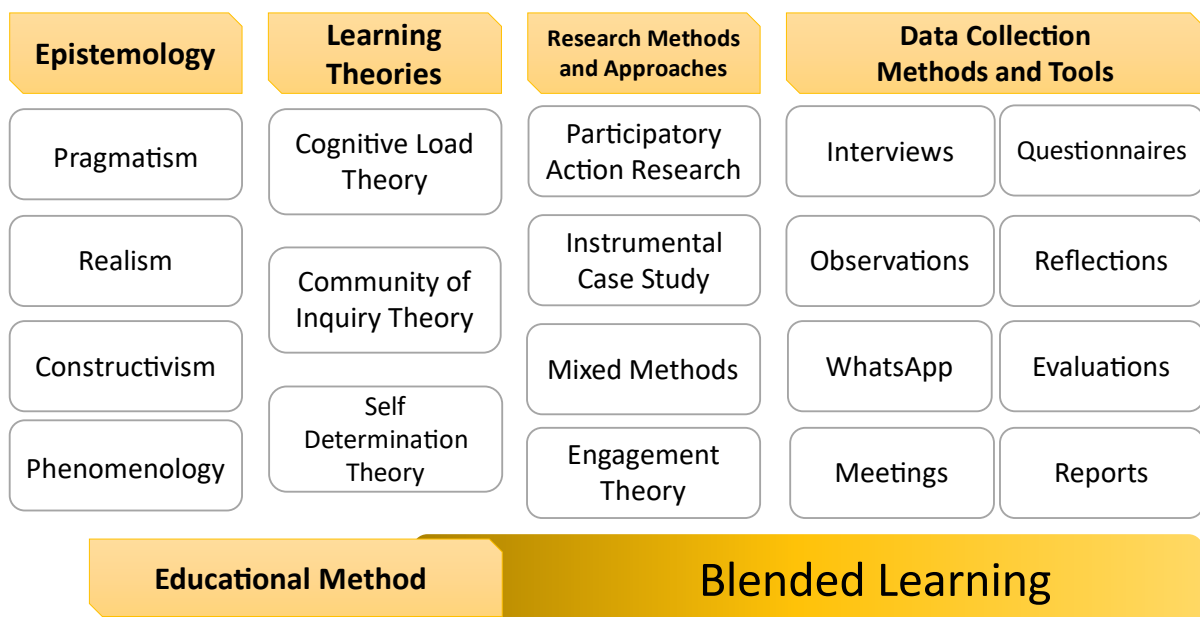 Epistemology
Pragmatism
Realism
Constructivism
Phenomenology
Learning
Theories
Cognitive Load
Theory
Community of
Inquiry Theory
Self
Determination
Theory
Research Methods
and Approaches
Participatory
Action Research
Instrumental
Case Study
Mixed Methods
Engagement
Theory
Data Collection
Methods and Tools
Interviews
Questionnaires
Observations
Reflections
WhatsApp
Evaluations
Meetings
Reports
Educational Method
Blended Learning